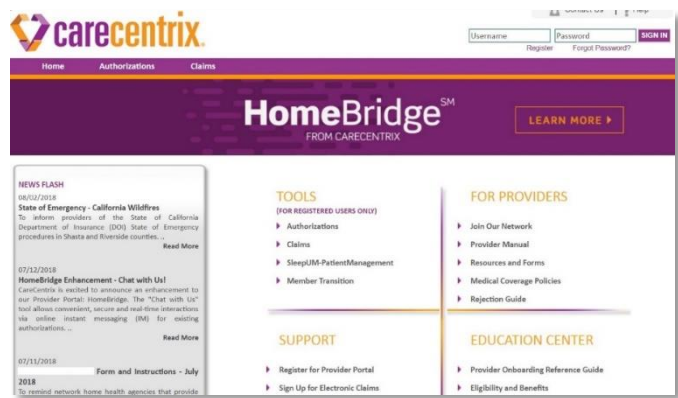 Contact Us | Help
carecentrix.
Username Password SIGN IN
Register Forgot Password?
Home Authorizations Claims
HomeBridge SM
FROM CARECENTRIX
LEARN MORE
NEWS FLASH
08/02/2018
State of Emergency - California Wildfires
To inform providers of the State of California
Department of Insurance (DOI) State of Emergency
procedures in Shasta and Riverside counties. ..
Read More
07/12/2018
HomeBridge Enhancement - Chat with Us!
CareCentrix is excited to announce an enhancement to
our Provider Portal: HomeBridge. The "Chat with Us"
tool allows convenient, secure and real-time interactions
via online instant messaging (IM) for existing
authorizations. ..
Read More
07/11/2018
Form and Instructions - July
2018
To remind network home health agencies that provide
TOOLS
(FOR REGISTERED USERS ONLY)
Authorizations
Claims
SleepUM-PatientManagement
Member Transition
FOR PROVIDERS
Join Our Network
Provider Manual
Resources and Forms
Medical Coverage Policies
Rejection Guide
SUPPORT
Register for Provider Portal
Sign Up for Electronic Claims
EDUCATION CENTER
Provider Onboarding Reference Guide
Eligibility and Benefits